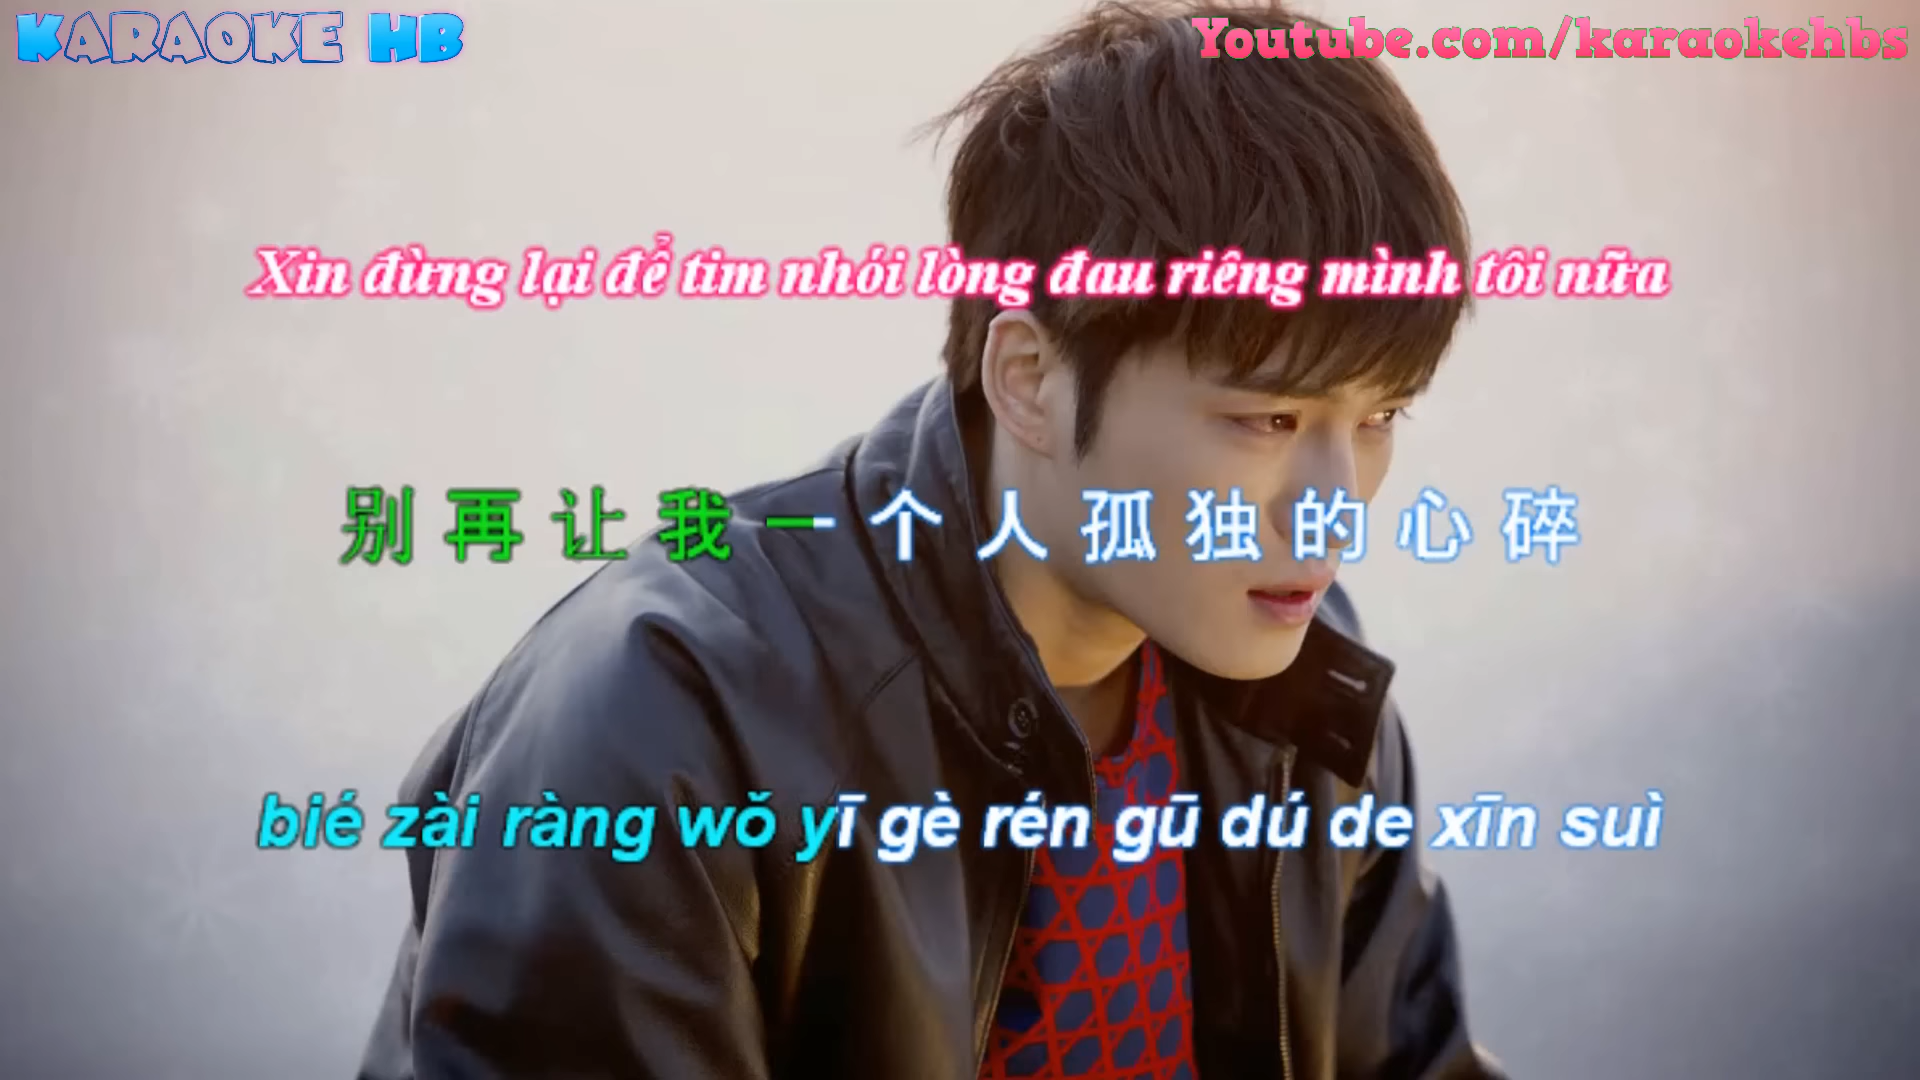 KARAOKE HB
Youtube.com/karaokehbs
Xin đừng lại để tim nhói lòng đau riêng mình tôi nữa
别再让我一个人孤独的心碎
bié zài ràng wǒ yī gè rén gū dú de xīn suì